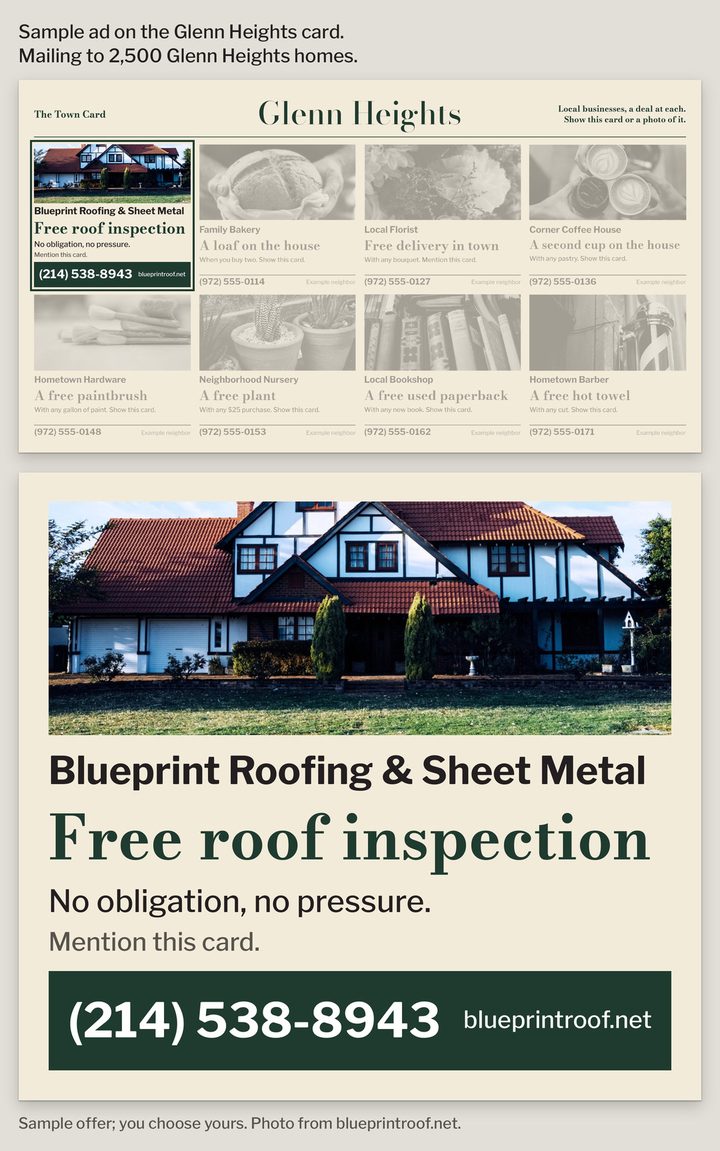 Sample ad on the Glenn Heights card.
Mailing to 2,500 Glenn Heights homes.
The Town Card
Glenn Heights
Local businesses, a deal at each.
Show this card or a photo of it.
Blueprint Roofing & Sheet Metal
Free roof inspection
No obligation, no pressure.
Mention this card.
(214) 538-8943 blueprintroof.net
Family Bakery
A loaf on the house
When you buy two. Show this card.
(972) 555-0114 Example neighbor
Local Florist
Free delivery in town
With any bouquet. Mention this card.
(972) 555-0127 Example neighbor
Corner Coffee House
A second cup on the house
With any pastry. Show this card.
(972) 555-0136 Example neighbor
Hometown Hardware
A free paintbrush
With any gallon of paint. Show this card.
(972) 555-0148 Example neighbor
Neighborhood Nursery
A free plant
With any $25 purchase. Show this card.
(972) 555-0153 Example neighbor
Local Bookshop
A free used paperback
With any new book. Show this card.
(972) 555-0162 Example neighbor
Hometown Barber
A free hot towel
With any cut. Show this card.
(972) 555-0171 Example neighbor
Blueprint Roofing & Sheet Metal
Free roof inspection
No obligation, no pressure.
Mention this card.
(214) 538-8943 blueprintroof.net
Sample offer; you choose yours. Photo from blueprintroof.net.